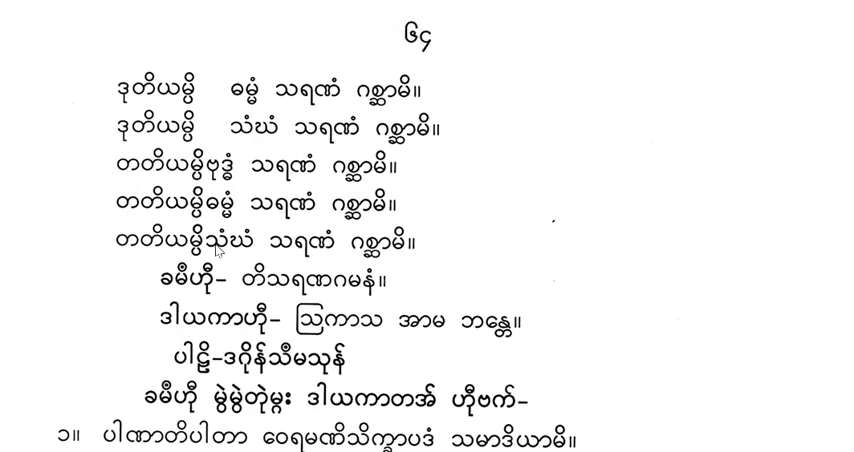 ၆၄
ဒုတိယမ္ပိ ဓမ္မံ သရဏံ ဂစ္ဆာမိ။
ဒုတိယမ္ပိ သံဃံ သရဏံ ဂစ္ဆာမိ။
တတိယမ္ပိဗုဒ္ဓံ သရဏံ ဂစ္ဆာမိ။
တတိယမ္ပိဓမ္မံ သရဏံ ဂစ္ဆာမိ။
တတိယမ္ပိသံဃံ သရဏံ ဂစ္ဆာမိ။
ခမဳဟီု- တိသရဏဂမနံ။
ဒါယကာဟီု- ဩကာသ အာမ ဘန္တေ။
ပါဠိ-ဒဂိုန်သဳမသုန်
ခမဳဟီု မွဲမွဲတုဲမ္ဂး ဒါယကာတအ် ဟီုဗက်-
၁။ ပါဏာတိပါတာ ဝေရမဏိသိက္ခာပဒံ သမာဒိယာမိ။